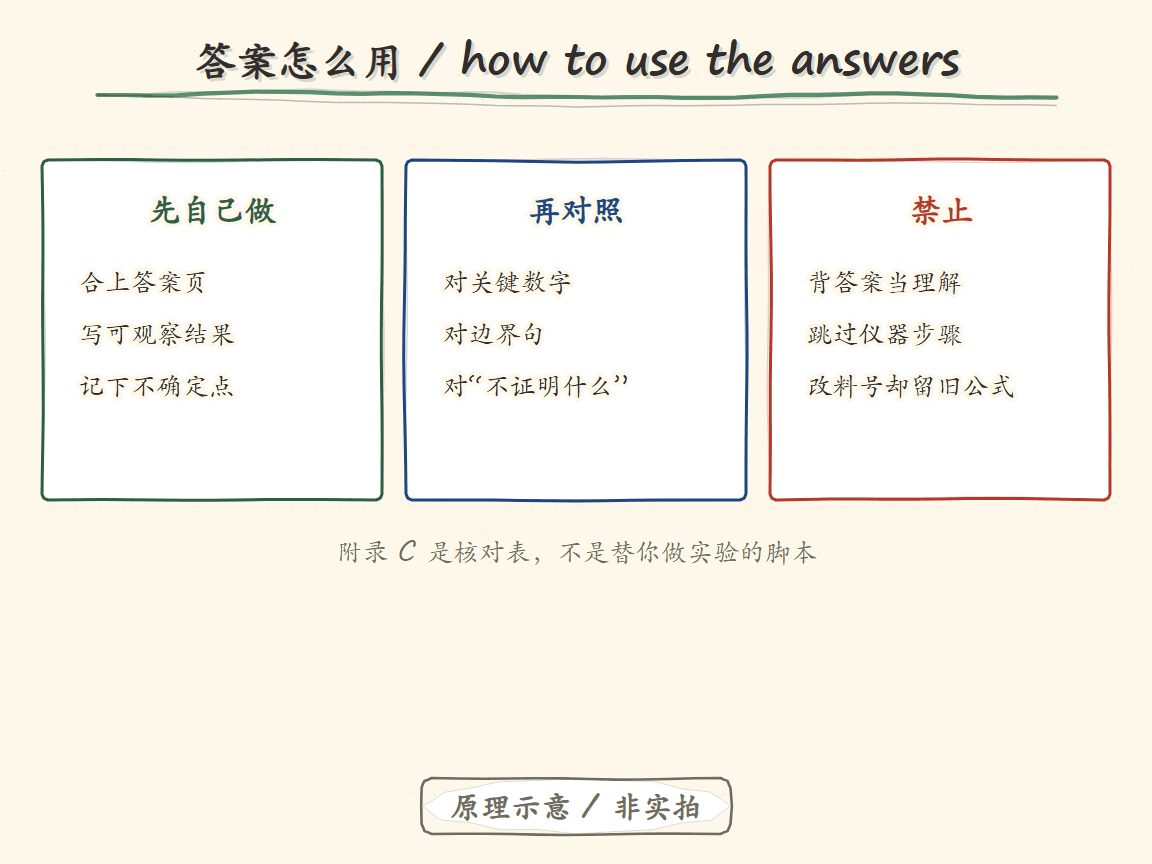 答案怎么用 / how to use the answers
先自己做
合上答案页
写可观察结果
记下不确定点
再对照
对关键数字
对边界句
对“不证明什么”
禁止
背答案当理解
跳过仪器步骤
改料号却留旧公式
附录 C 是核对表，不是替你做实验的脚本
原理示意 / 非实拍